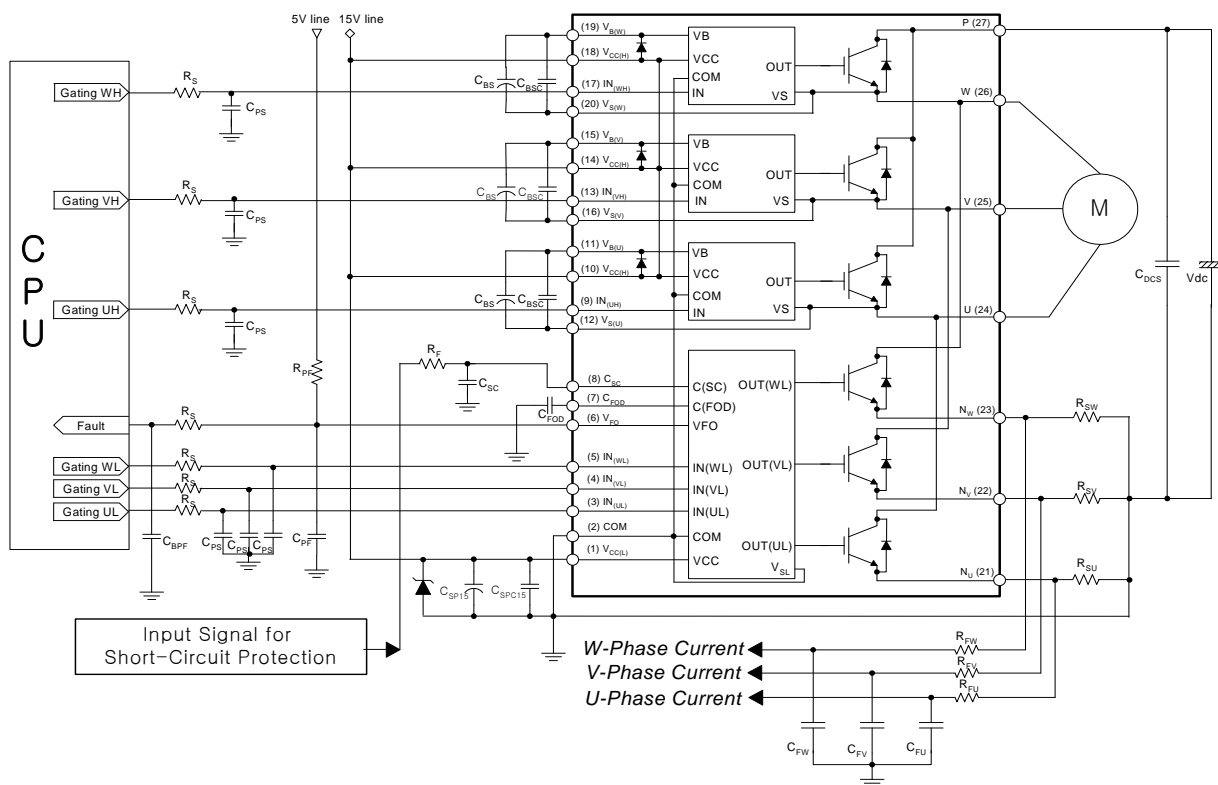 5V line
15V line
CPU
Gating WH
Gating VH
Gating UH
Fault
Gating WL
Gating VL
Gating UL
R_S
C_PS
R_S
C_PS
R_S
C_PS
R_PF
R_S
R_S
R_S
R_S
C_BPF
C_PS
C_PS
C_PS
C_PF
R_F
C_SC
C_FOD
C_SP15
C_SPC15
C_BS
C_BSC
C_BS
C_BSC
C_BS
C_BSC
(19) V_B(W)
(18) V_CC(H)
(17) IN_(WH)
(20) V_S(W)
(15) V_B(V)
(14) V_CC(H)
(13) IN_(VH)
(16) V_S(V)
(11) V_B(U)
(10) V_CC(H)
(9) IN_(UH)
(12) V_S(U)
(8) C_SC
(7) C_FOD
(6) V_FO
(5) IN_(WL)
(4) IN_(VL)
(3) IN_(UL)
(2) COM
(1) V_CC(L)
VB
VCC
COM
IN
OUT
VS
VB
VCC
COM
IN
OUT
VS
VB
VCC
COM
IN
OUT
VS
C(SC)
C(FOD)
VFO
IN(WL)
IN(VL)
IN(UL)
COM
VCC
OUT(WL)
OUT(VL)
OUT(UL)
V_SL
P (27)
W (26)
V (25)
U (24)
N_W (23)
N_V (22)
N_U (21)
M
C_DCS
Vdc
R_SW
R_SV
R_SU
Input Signal for
Short-Circuit Protection
W-Phase Current
V-Phase Current
U-Phase Current
R_FW
R_FV
R_FU
C_FW
C_FV
C_FU